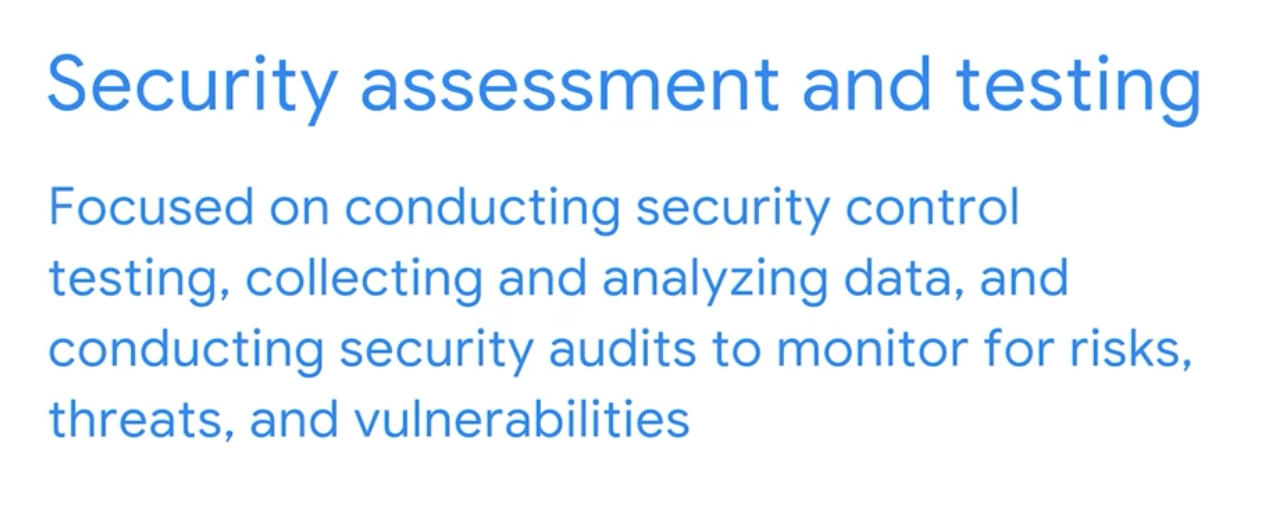 Security assessment and testing
Focused on conducting security control
testing, collecting and analyzing data, and
conducting security audits to monitor for risks,
threats, and vulnerabilities